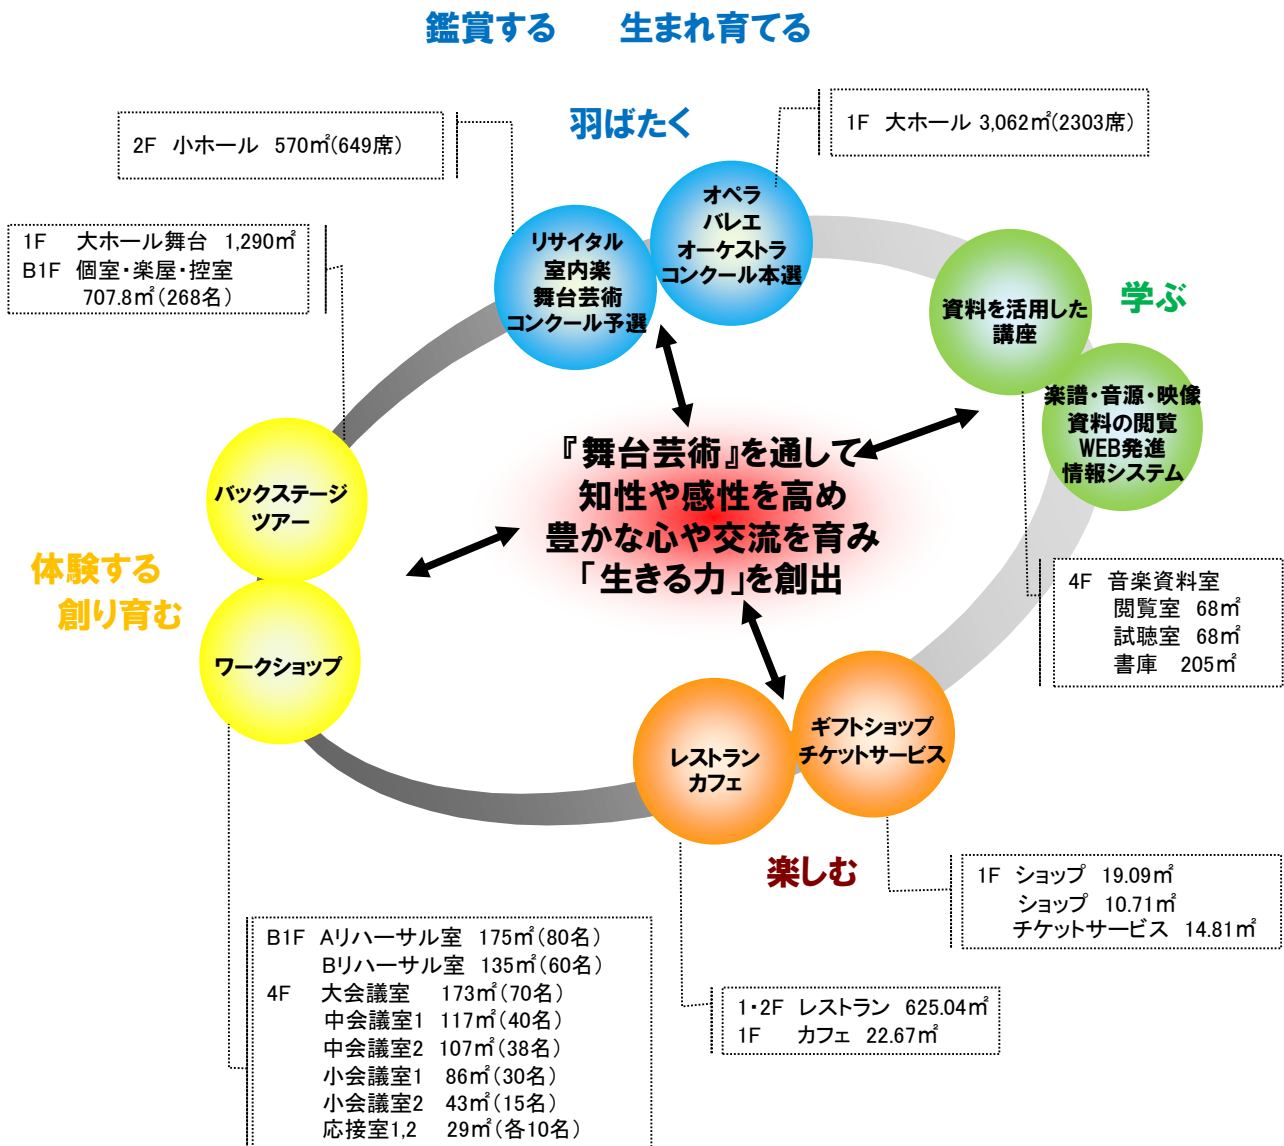 鑑賞する 生まれ育てる
羽ばたく
2F 小ホール 570㎡(649席)
1F 大ホール 3,062㎡(2303席)
1F 大ホール舞台 1,290㎡
B1F 個室・楽屋・控室
707.8㎡(268名)
リサイタル
室内楽
舞台芸術
コンクール予選
オペラ
バレエ
オーケストラ
コンクール本選
資料を活用した
講座
学ぶ
楽譜・音源・映像
資料の閲覧
WEB発進
情報システム
『舞台芸術』を通して
知性や感性を高め
豊かな心や交流を育み
「生きる力」を創出
バックステージ
ツアー
体験する
創り育む
ワークショップ
4F 音楽資料室
閲覧室 68㎡
試聴室 68㎡
書庫 205㎡
レストラン
カフェ
ギフトショップ
チケットサービス
楽しむ
1F ショップ 19.09㎡
ショップ 10.71㎡
チケットサービス 14.81㎡
B1F Aリハーサル室 175㎡(80名)
Bリハーサル室 135㎡(60名)
4F 大会議室 173㎡(70名)
中会議室1 117㎡(40名)
中会議室2 107㎡(38名)
小会議室1 86㎡(30名)
小会議室2 43㎡(15名)
応接室1,2 29㎡(各10名)
1・2F レストラン 625.04㎡
1F カフェ 22.67㎡